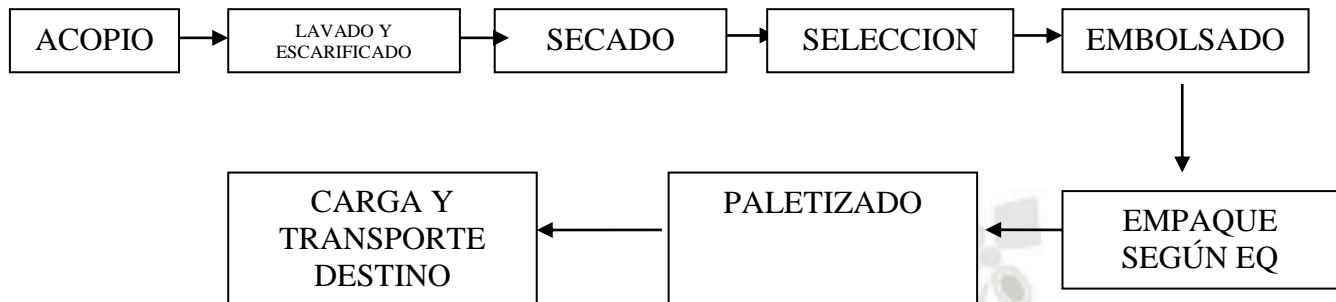 ACOPIO
LAVADO Y
ESCARIFICADO
SECADO
SELECCION
EMBOLSADO
EMPAQUE
SEGÚN EQ
PALETIZADO
CARGA Y
TRANSPORTE
DESTINO